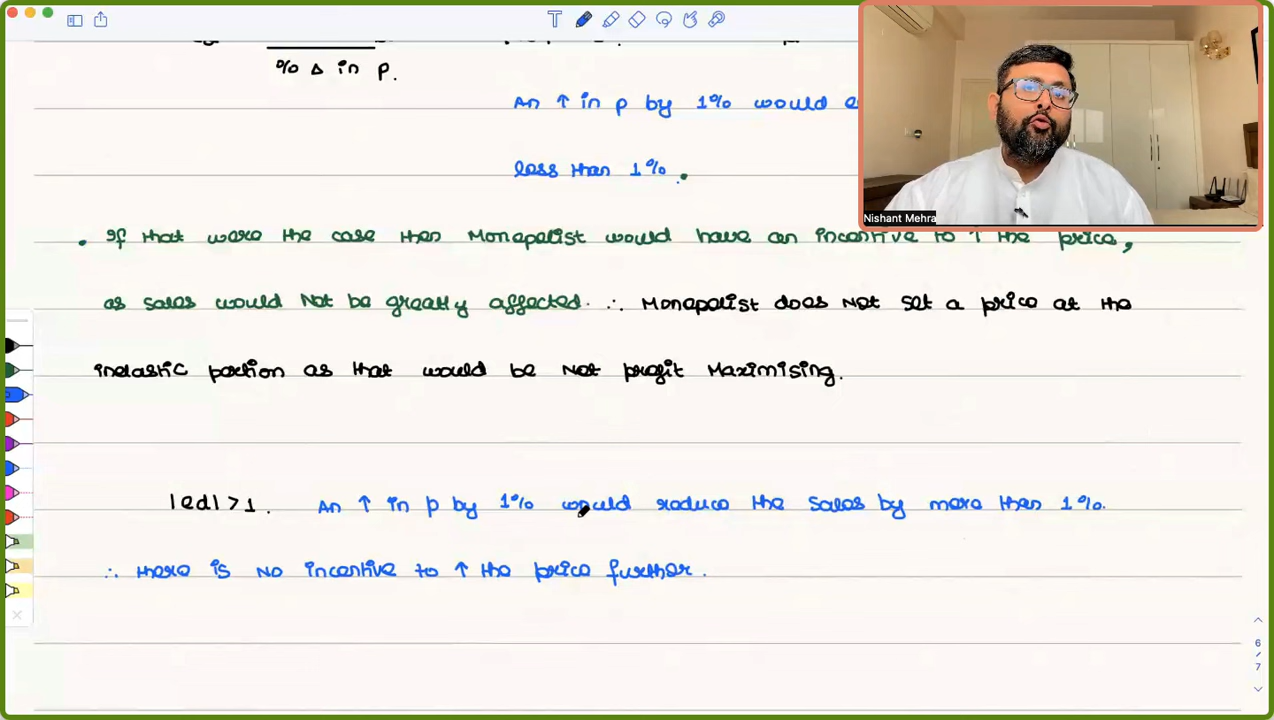 % Δ in p.
An ↑ in p by 1% would
less than 1%.
. If that were the case then Monopolist would have an incentive to ↑ the price,
as sales would Not be greatly affected. ∴ Monopolist does Not set a price at the
inelastic portion as that would be Not profit Maximising.
|ed| > 1. An ↑ in p by 1% would reduce the sales by more than 1%.
∴ there is No incentive to ↑ the price further.
Nishant Mehra
6
/
7